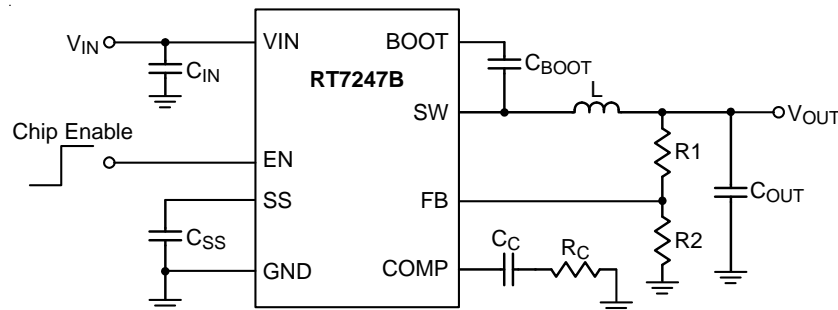 VIN VIN BOOT
CIN CBOOT
RT7247B
L
SW VOUT
Chip Enable
R1
EN
COUT
SS FB
CSS CC RC R2
GND COMP